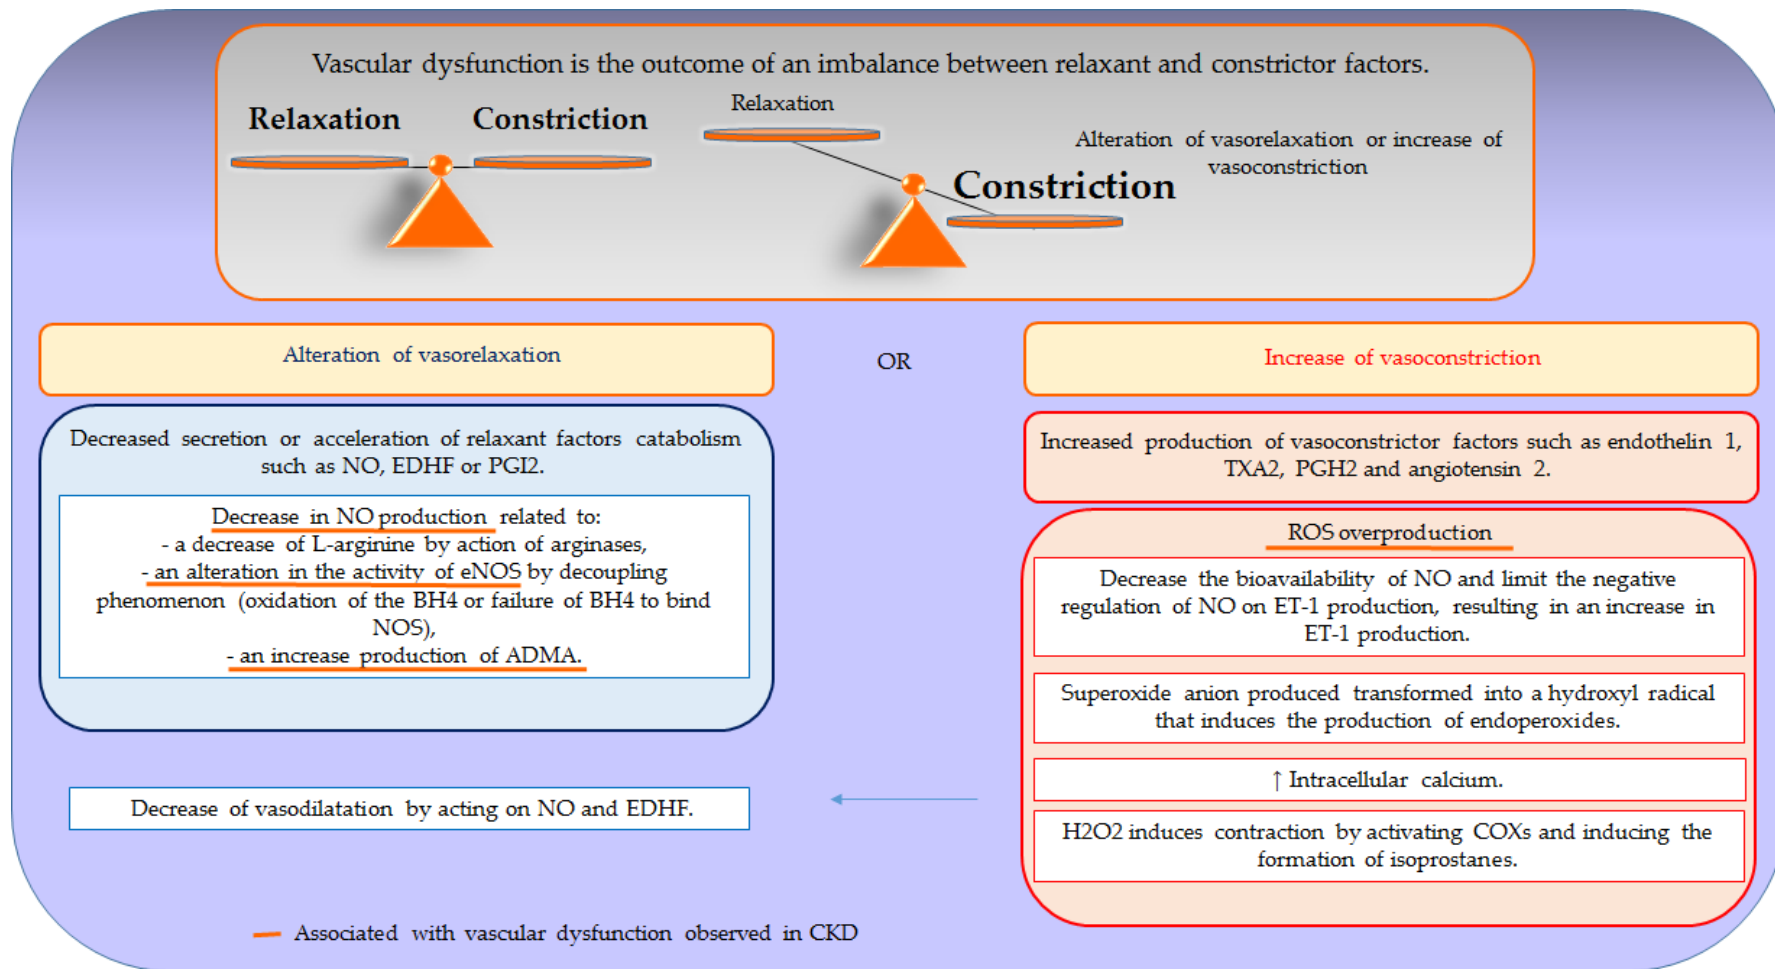 Vascular dysfunction is the outcome of an imbalance between relaxant and constrictor factors.
Relaxation
Constriction
Relaxation
Constriction
Alteration of vasorelaxation or increase of
vasoconstriction
Alteration of vasorelaxation
OR
Increase of vasoconstriction
Decreased secretion or acceleration of relaxant factors catabolism
such as NO, EDHF or PGI2.
Decrease in NO production related to:
- a decrease of L-arginine by action of arginases,
- an alteration in the activity of eNOS by decoupling
phenomenon (oxidation of the BH4 or failure of BH4 to bind
NOS),
- an increase production of ADMA.
Decrease of vasodilatation by acting on NO and EDHF.
Increased production of vasoconstrictor factors such as endothelin 1,
TXA2, PGH2 and angiotensin 2.
ROS overproduction
Decrease the bioavailability of NO and limit the negative
regulation of NO on ET-1 production, resulting in an increase in
ET-1 production.
Superoxide anion produced transformed into a hydroxyl radical
that induces the production of endoperoxides.
↑ Intracellular calcium.
H2O2 induces contraction by activating COXs and inducing the
formation of isoprostanes.
Associated with vascular dysfunction observed in CKD